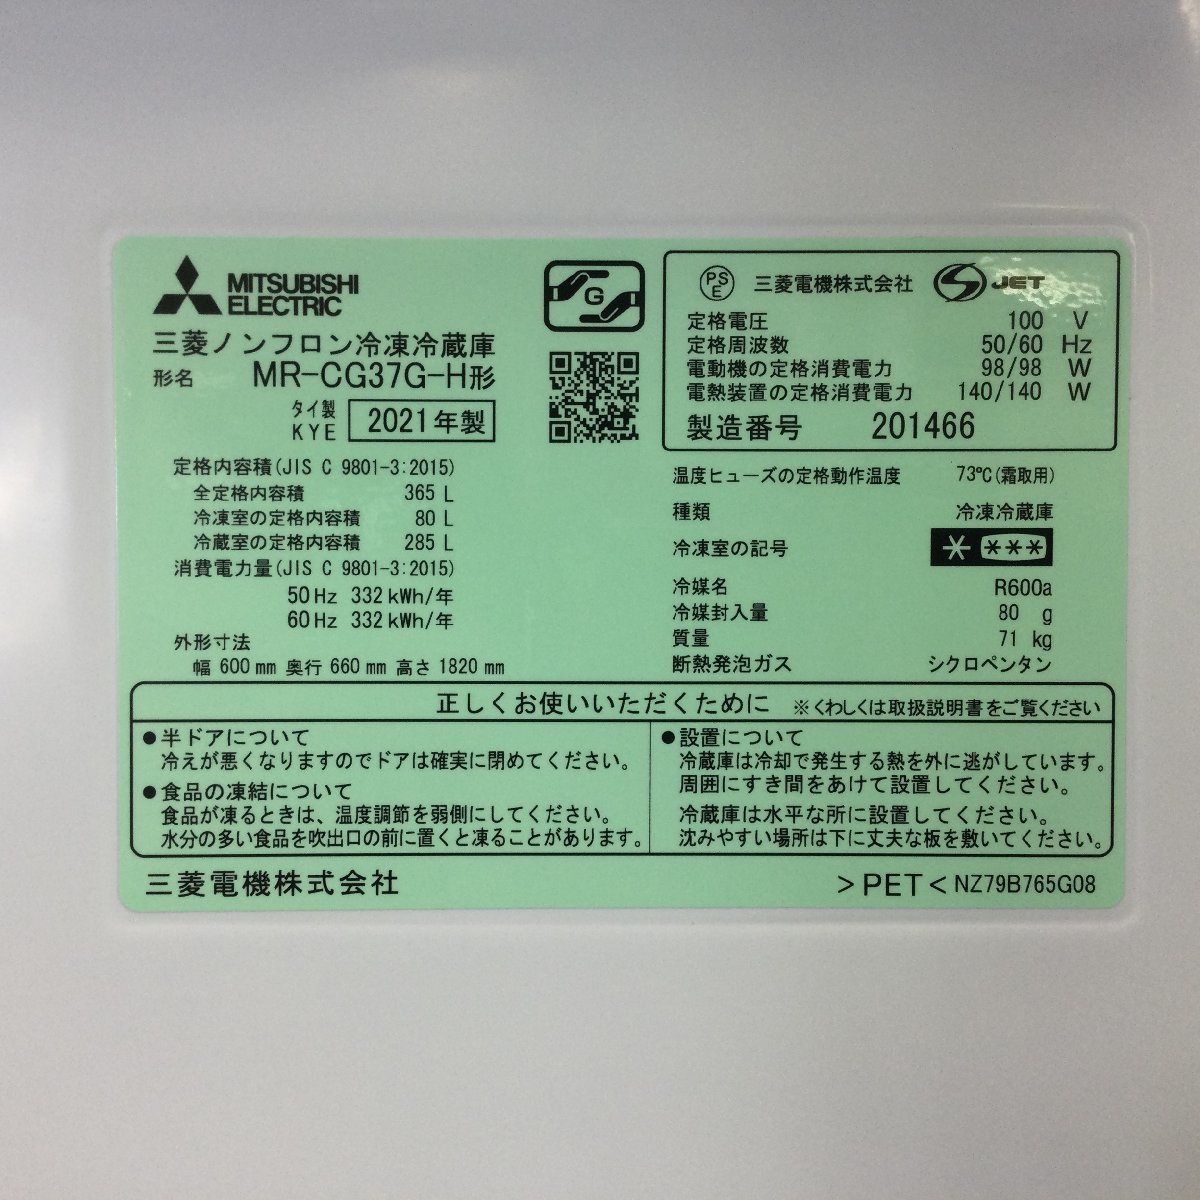 MITSUBISHI
ELECTRIC
三菱ノンフロン冷凍冷蔵庫
形名 MR-CG37G-H形
タイ製
KYE 2021年製
G
定格内容積(JIS C 9801-3:2015)
全定格内容積 365 L
冷凍室の定格内容積 80 L
冷蔵室の定格内容積 285 L
消費電力量(JIS C 9801-3:2015)
50Hz 332kWh/年
60Hz 332kWh/年
外形寸法
幅 600mm 奥行 660mm 高さ 1820mm
PSE 三菱電機株式会社 JET
定格電圧 100 V
定格周波数 50/60 Hz
電動機の定格消費電力 98/98 W
電熱装置の定格消費電力 140/140 W
製造番号 201466
温度ヒューズの定格動作温度 73℃(霜取用)
種類 冷凍冷蔵庫
冷凍室の記号 * ***
冷媒名 R600a
冷媒封入量 80 g
質量 71 kg
断熱発泡ガス シクロペンタン
正しくお使いいただくために ※くわしくは取扱説明書をご覧ください
●半ドアについて
冷えが悪くなりますのでドアは確実に閉めてください。
●食品の凍結について
食品が凍るときは、温度調節を弱側にしてください。
水分の多い食品を吹出口の前に置くと凍ることがあります。
●設置について
冷蔵庫は冷却で発生する熱を外に逃がしています。
周囲にすき間をあけて設置してください。
冷蔵庫は水平な所に設置してください。
沈みやすい場所は下に丈夫な板を敷いてください。
三菱電機株式会社
>PET< NZ79B765G08